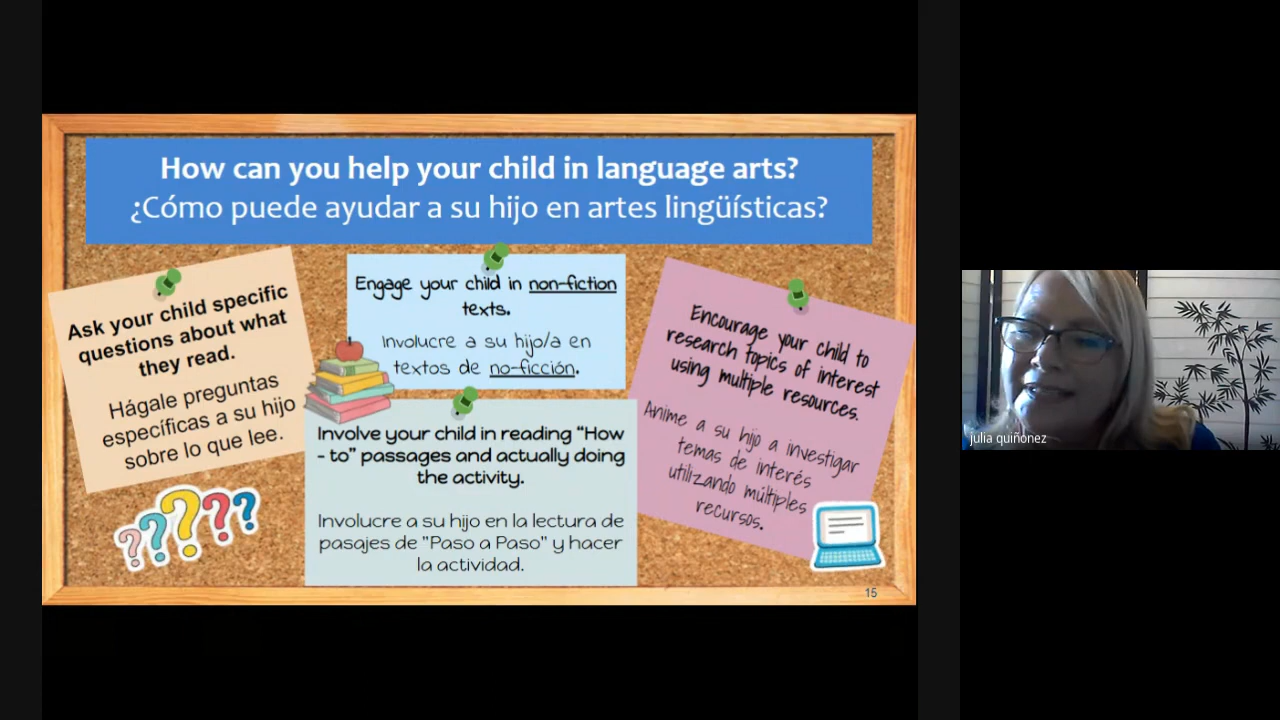 How can you help your child in language arts?
¿Cómo puede ayudar a su hijo en artes lingüísticas?
Ask your child specific
questions about what
they read.
Hágale preguntas
específicas a su hijo
sobre lo que lee.
Engage your child in non-fiction
texts.
Involucre a su hijo/a en
textos de no-ficción.
Involve your child in reading “How
- to” passages and actually doing
the activity.
Involucre a su hijo en la lectura de
pasajes de "Paso a Paso" y hacer
la actividad.
Encourage your child to
research topics of interest
using multiple resources.
Anime a su hijo a investigar
temas de interés
utilizando múltiples
recursos.
15
julia quiñonez